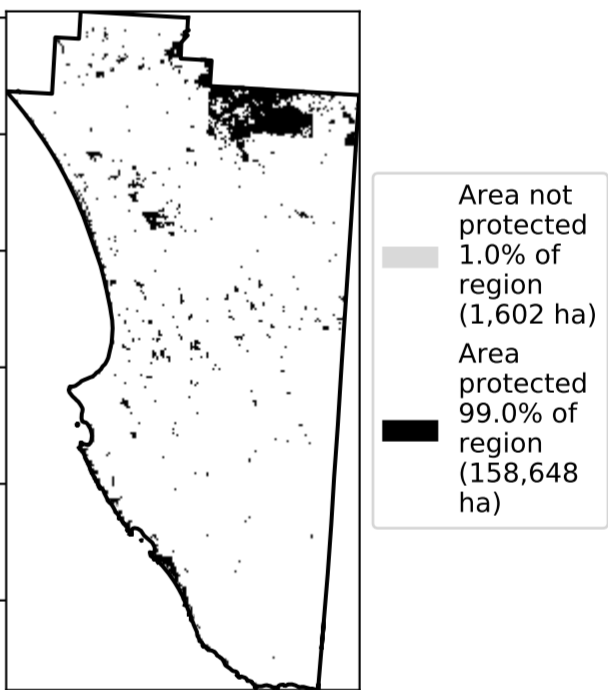 Area not
protected
1.0% of
region
(1,602 ha)
Area
protected
99.0% of
region
(158,648
ha)